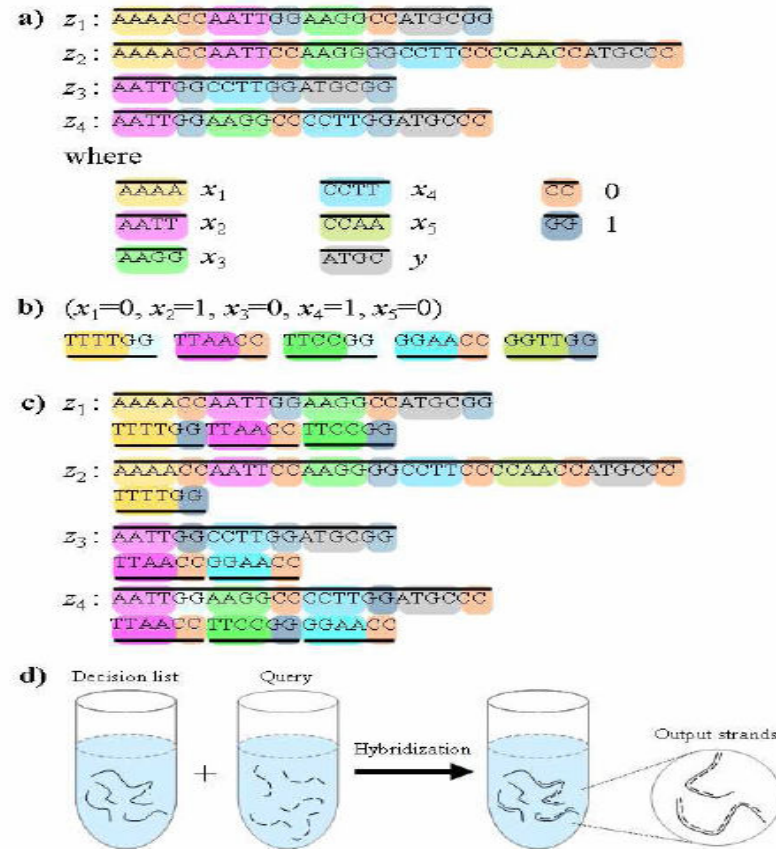 a) z1 : AAAACCAATTGGAAGGCCATGCGG
z2 : AAAACCAATTCCAAGGGGCCTTCCCCAACCATGCCC
z3 : AATTGGCCTTGGATGCGG
z4 : AATTGGAAGGCCCCTTGGATGCCC
where
AAAA x1 CCTT x4 CC 0
AATT x2 CCAA x5 GG 1
AAGG x3 ATGC y
b) (x1=0, x2=1, x3=0, x4=1, x5=0)
TTTTGG TTAACC TTCCGG GGAACC GGTTGG
c) z1 : AAAACCAATTGGAAGGCCATGCGG
TTTTGGTTAACCTTCCGG
z2 : AAAACCAATTCCAAGGGGCCTTCCCCAACCATGCCC
TTTTGG
z3 : AATTGGCCTTGGATGCGG
TTAACCGGAACC
z4 : AATTGGAAGGCCCCTTGGATGCCC
TTAACCTTCCGGGGAACC
d) Decision list Query Output strands
+ Hybridization